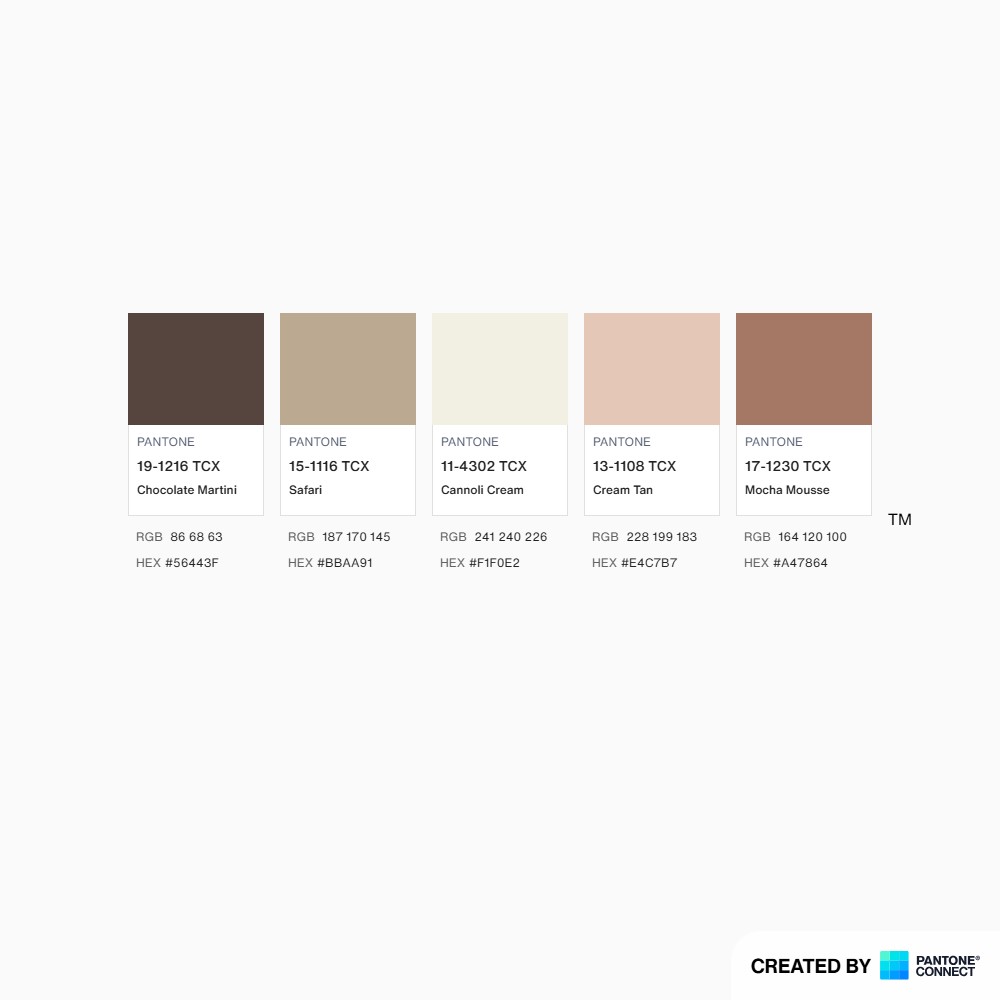 PANTONE
19-1216 TCX
Chocolate Martini
RGB 86 68 63
HEX #56443F
PANTONE
15-1116 TCX
Safari
RGB 187 170 145
HEX #BBAA91
PANTONE
11-4302 TCX
Cannoli Cream
RGB 241 240 226
HEX #F1F0E2
PANTONE
13-1108 TCX
Cream Tan
RGB 228 199 183
HEX #E4C7B7
PANTONE
17-1230 TCX
Mocha Mousse
RGB 164 120 100
HEX #A47864
TM
CREATED BY
PANTONE®
CONNECT